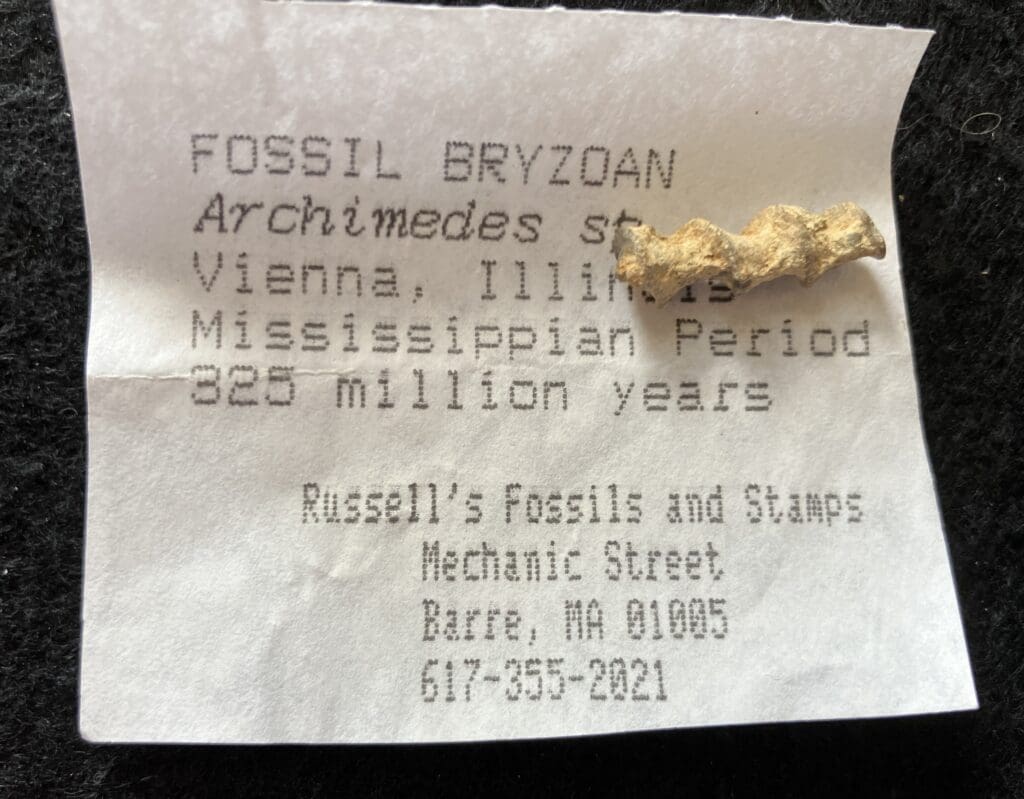 FOSSIL BRYZOAN
Archimedes
Vienna,
Mississippian Period
325 million years
Russell's Fossils and Stamps
Mechanic Street
Barre, MA 01005
617-355-2021